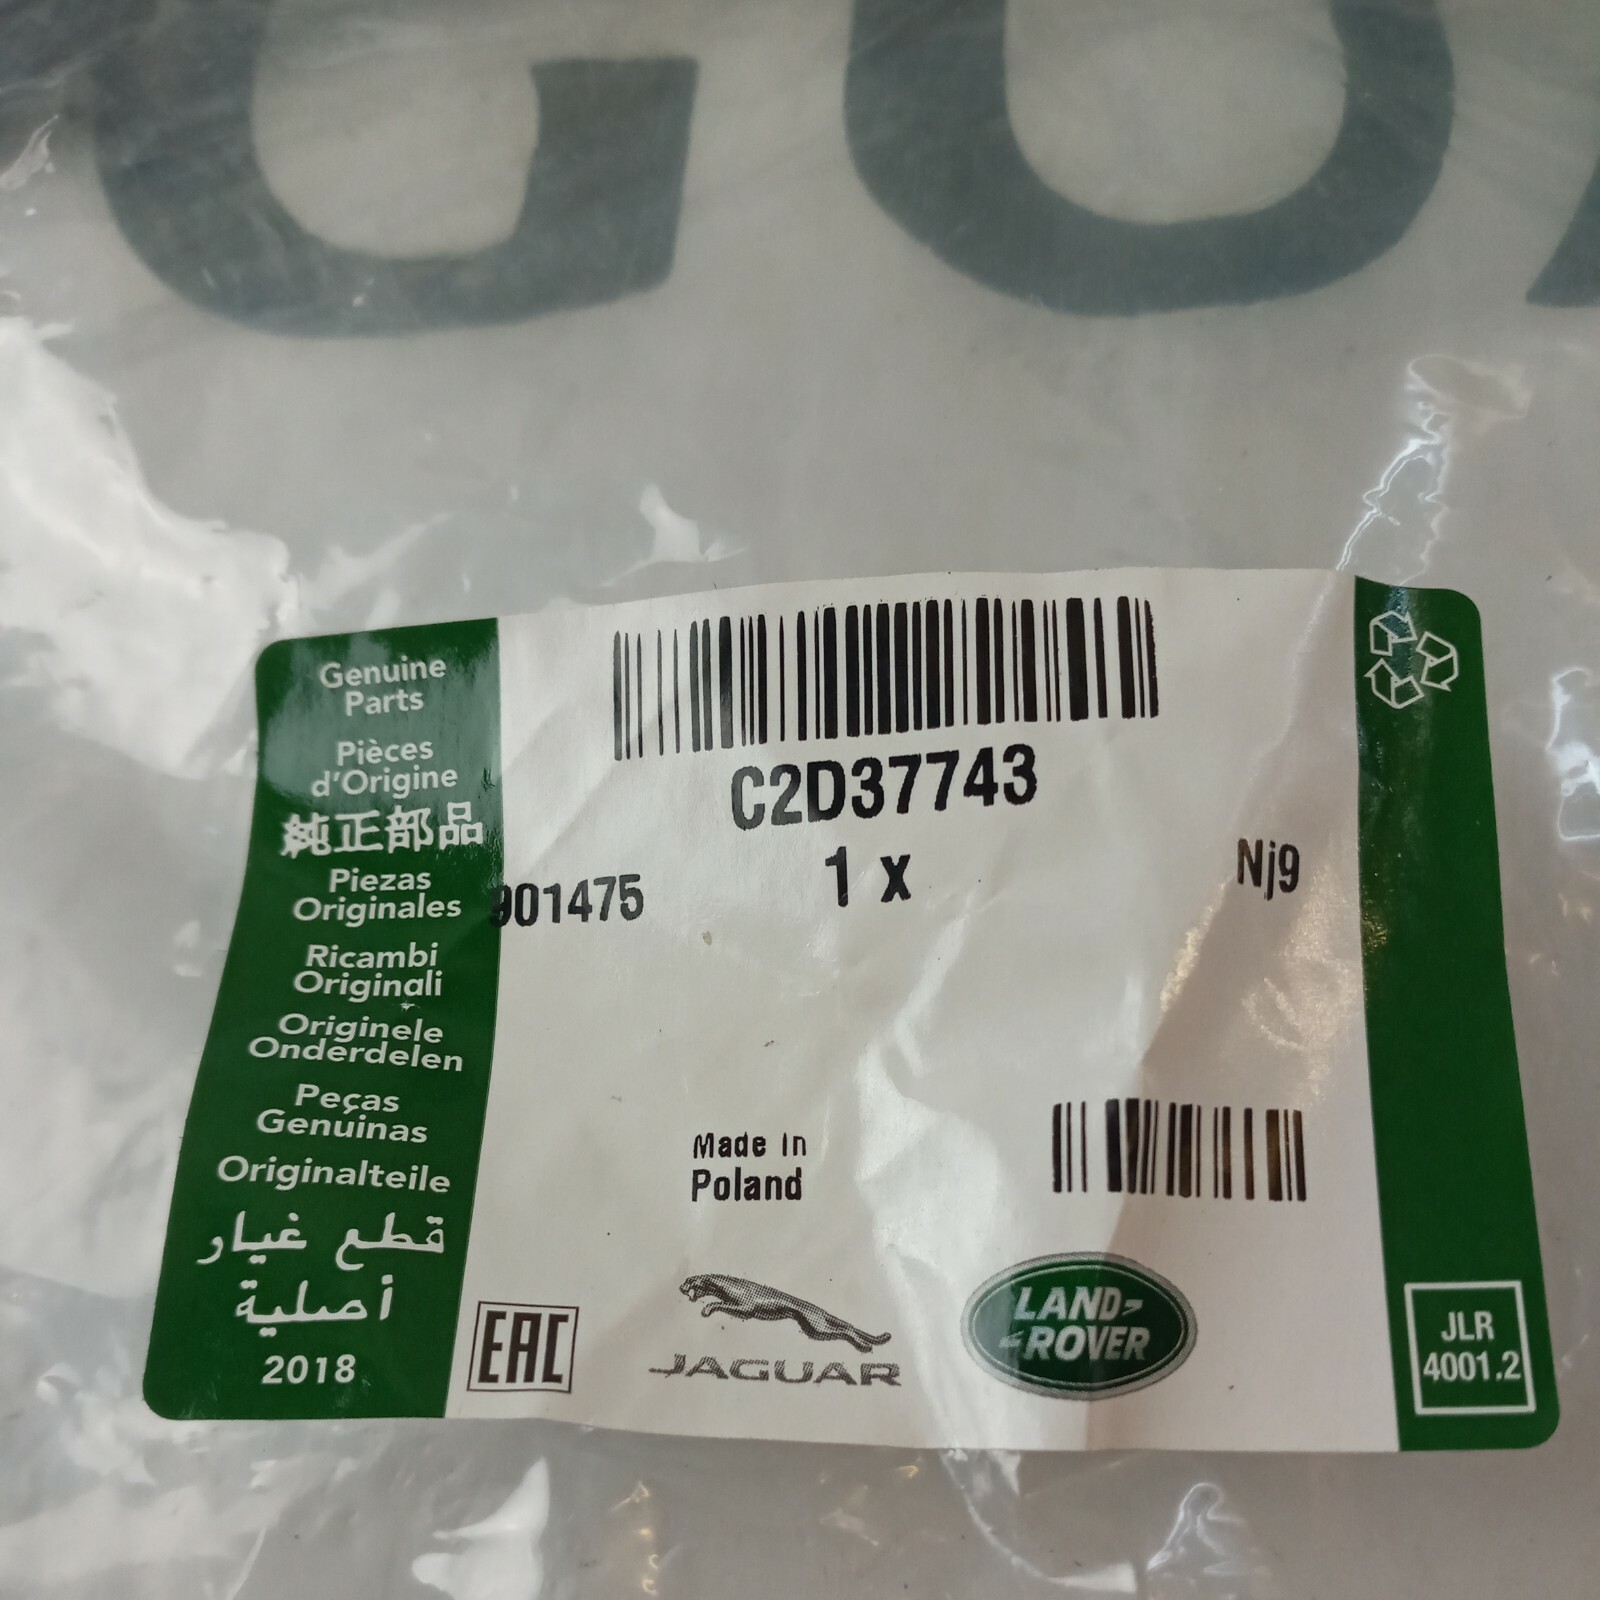 GU
Genuine
Parts
Pièces
d'Origine
純正部品
Piezas
Originales
Ricambi
Originali
Originele
Onderdelen
Peças
Genuinas
Originalteile
قطع غيار
أصلية
2018
C2D37743
1 x
901475
Nj9
Made In
Poland
EAC
JAGUAR
LAND-
-ROVER
JLR
4001.2